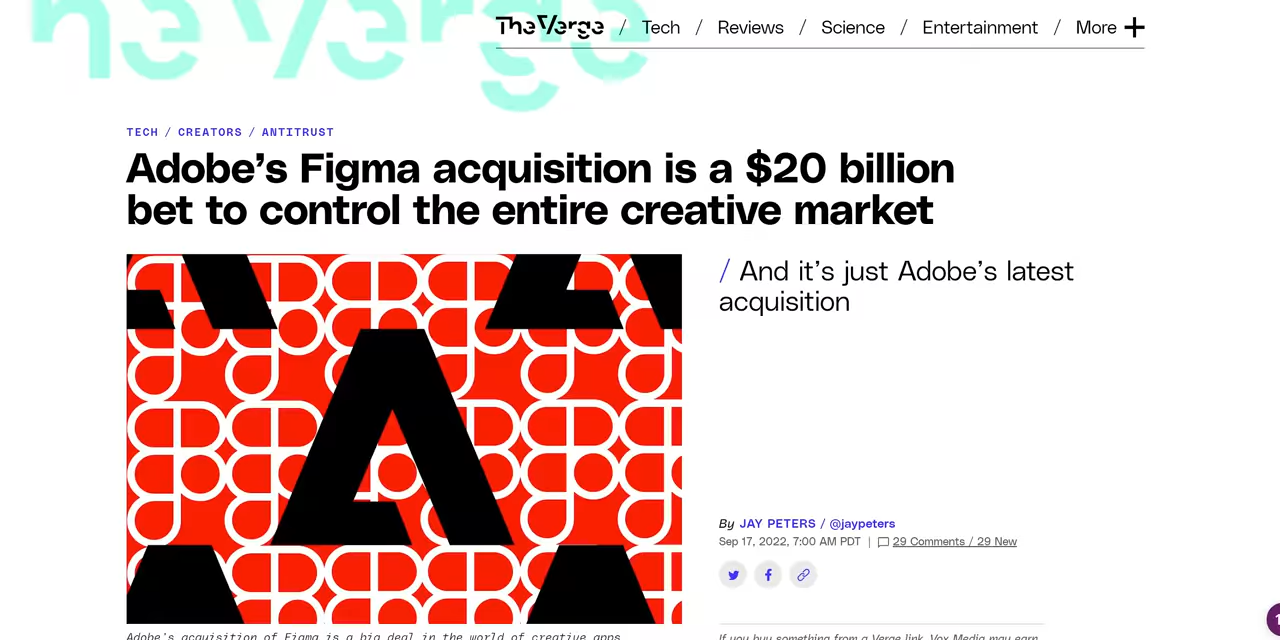 The Verge
TheVerge / Tech / Reviews / Science / Entertainment / More
TECH / CREATORS / ANTITRUST
Adobe’s Figma acquisition is a $20 billion
bet to control the entire creative market
/ And it’s just Adobe’s latest
acquisition
By JAY PETERS / @jaypeters
Sep 17, 2022, 7:00 AM PDT | 29 Comments / 29 New
Adobe's acquisition of Figma is a big deal in the world of creative apps.
If you buy something from a Verge link, Vox Media may earn